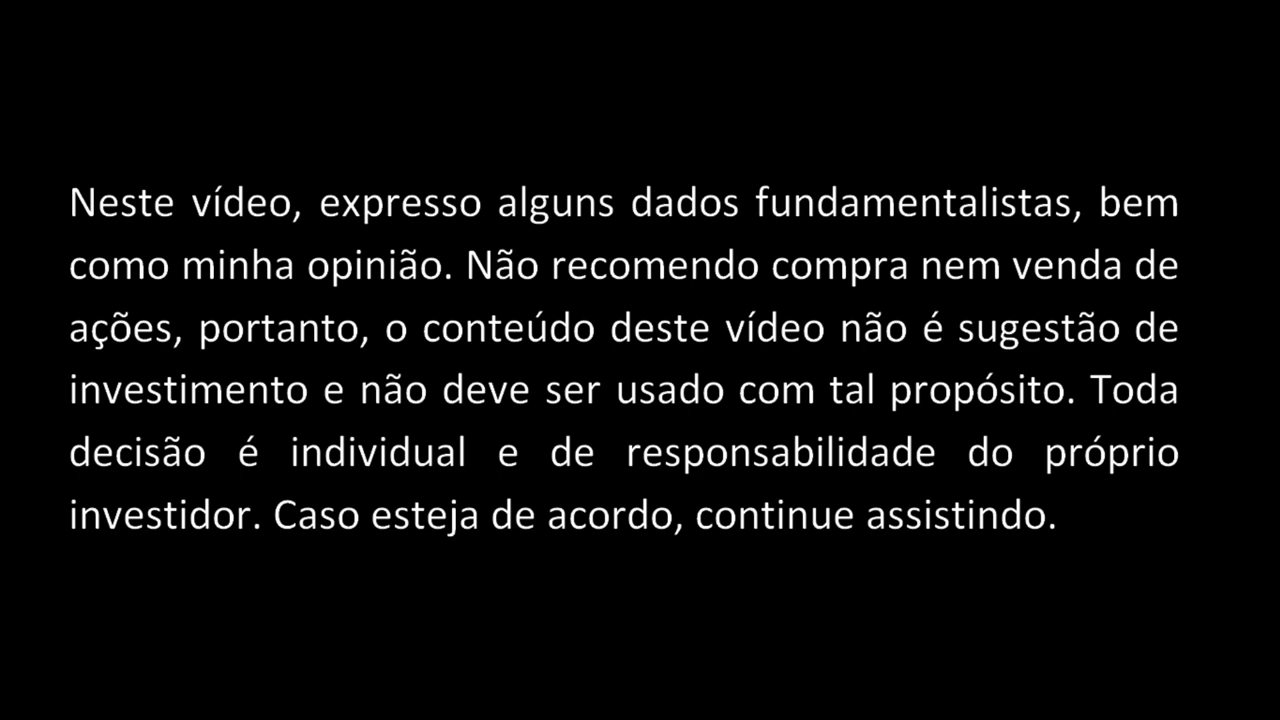 Neste vídeo, expresso alguns dados fundamentalistas, bem
como minha opinião. Não recomendo compra nem venda de
ações, portanto, o conteúdo deste vídeo não é sugestão de
investimento e não deve ser usado com tal propósito. Toda
decisão é individual e de responsabilidade do próprio
investidor. Caso esteja de acordo, continue assistindo.